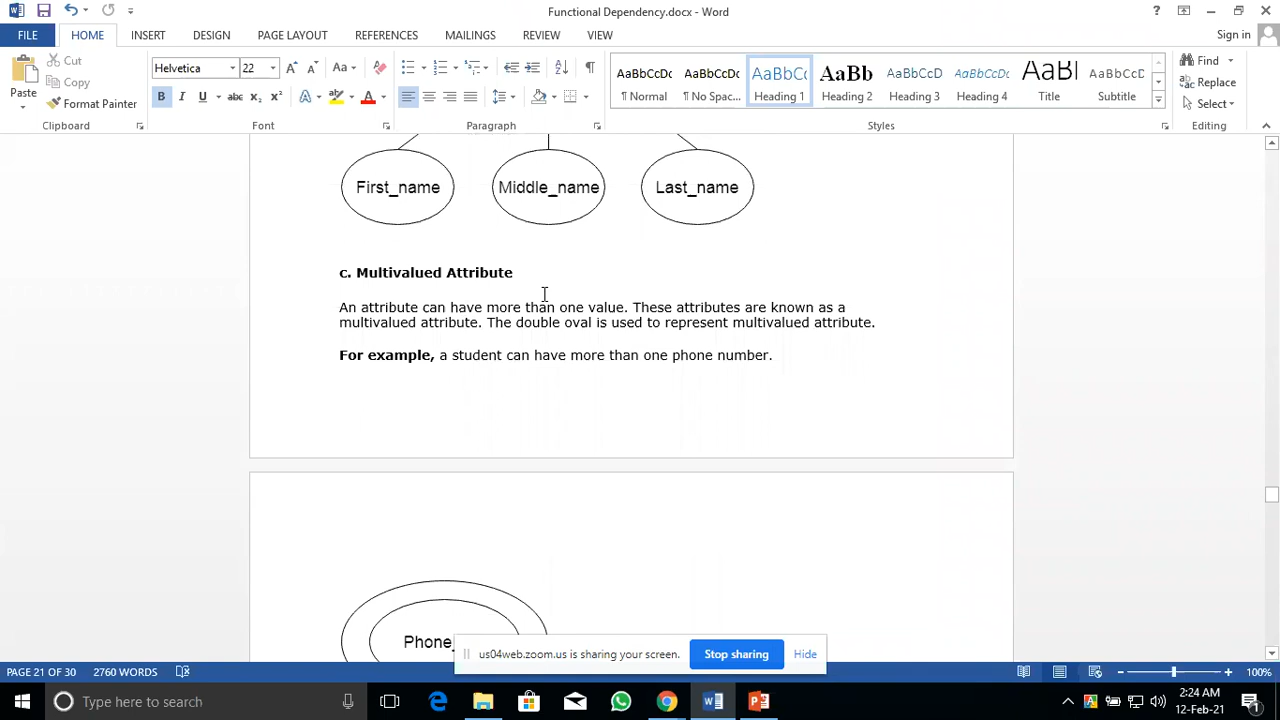 Functional Dependency.docx - Word
FILE HOME INSERT DESIGN PAGE LAYOUT REFERENCES MAILINGS REVIEW VIEW Sign in
Cut
Copy
Format Painter
Paste
Helvetica 22
AaBbCcDc AaBbCcDc AaBbCc AaBb AaBbCcD AaBbCcD AaBl AaBbCcD
¶ Normal ¶ No Spac... ¶ Heading 1 ¶ Heading 2 ¶ Heading 3 ¶ Heading 4 ¶ Title ¶ Subtitle
Find
Replace
Select
Clipboard Font Paragraph Styles Editing
First_name Middle_name Last_name
c. Multivalued Attribute
An attribute can have more than one value. These attributes are known as a
multivalued attribute. The double oval is used to represent multivalued attribute.
For example, a student can have more than one phone number.
Phone_
us04web.zoom.us is sharing your screen. Stop sharing Hide
PAGE 21 OF 30 2760 WORDS 100%
Type here to search
2:24 AM
12-Feb-21